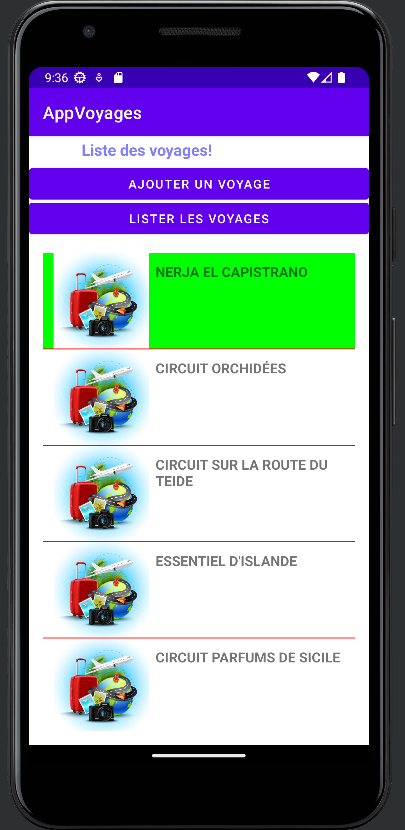 9:36
AppVoyages
Liste des voyages!
AJOUTER UN VOYAGE
LISTER LES VOYAGES
NERJA EL CAPISTRANO
CIRCUIT ORCHIDÉES
CIRCUIT SUR LA ROUTE DU
TEIDE
ESSENTIEL D'ISLANDE
CIRCUIT PARFUMS DE SICILE